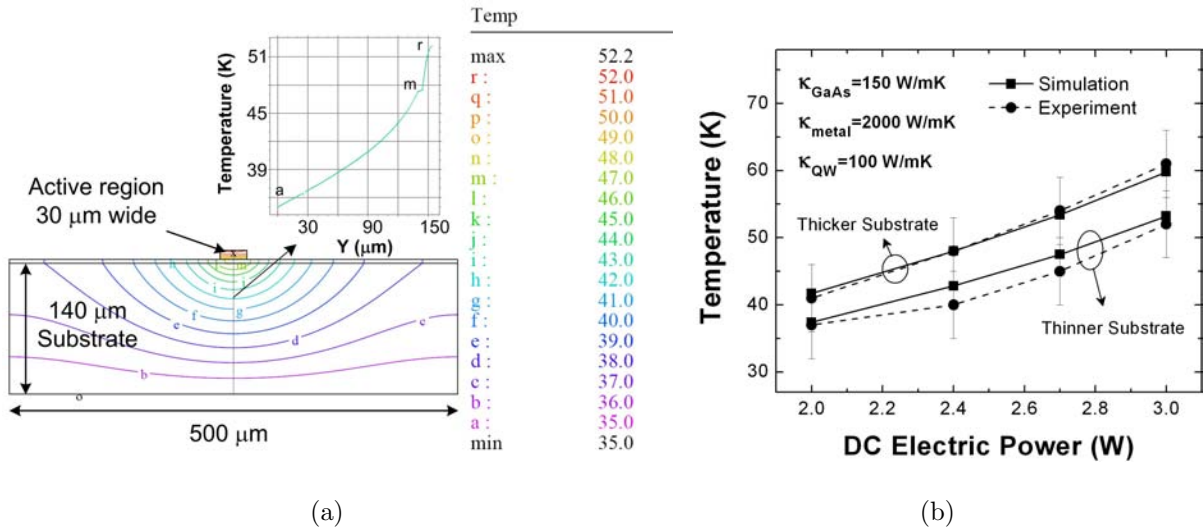 Temp
max 52.2
r : 52.0
q : 51.0
p : 50.0
o : 49.0
n : 48.0
m : 47.0
l : 46.0
k : 45.0
j : 44.0
i : 43.0
h : 42.0
g : 41.0
f : 40.0
e : 39.0
d : 38.0
c : 37.0
b : 36.0
a : 35.0
min 35.0
Temperature (K)
51
45
39
30
90
150
Y (μm)
r
m
a
Active region
30 μm wide
x
h
m
i
i
f
g
e
d
c
c
b
b
o
140 μm
Substrate
500 μm
(a)
Temperature (K)
70
60
50
40
30
2.0 2.2 2.4 2.6 2.8 3.0
DC Electric Power (W)
κGaAs=150 W/mK
κmetal=2000 W/mK
κQW=100 W/mK
Simulation
Experiment
Thicker Substrate
Thinner Substrate
(b)